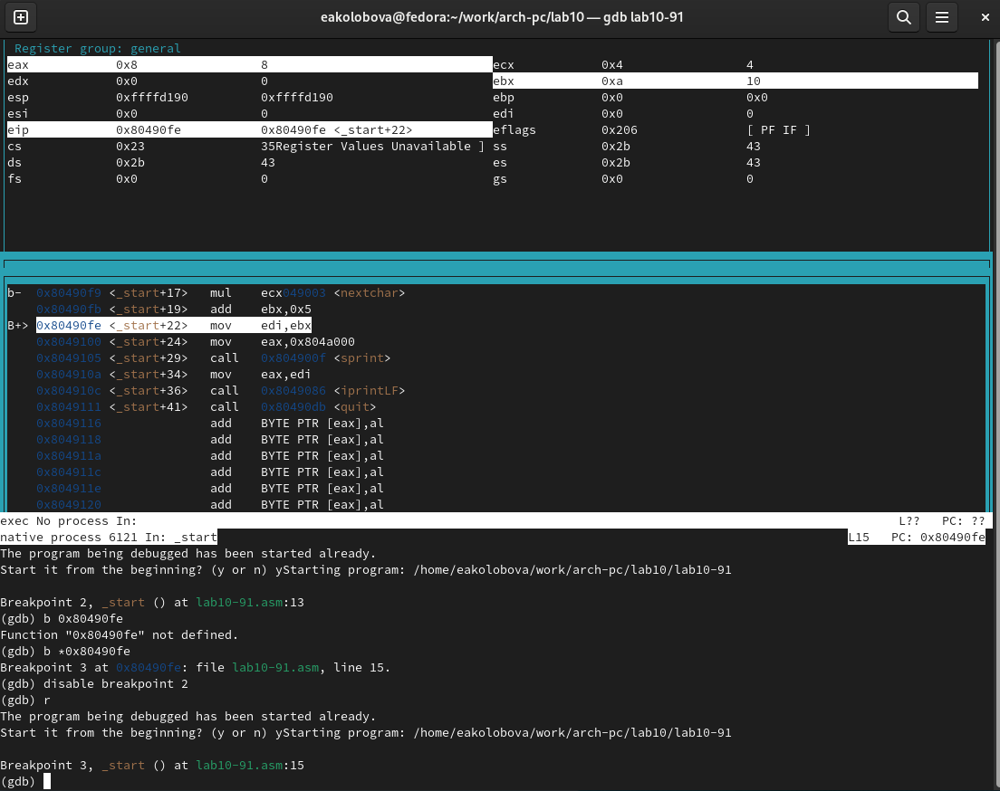 eakolobova@fedora:~/work/arch-pc/lab10 — gdb lab10-91
Register group: general
eax 0x8 8 ecx 0x4 4
edx 0x0 0 ebx 0xa 10
esp 0xffffd190 0xffffd190 ebp 0x0 0x0
esi 0x0 0 edi 0x0 0
eip 0x80490fe 0x80490fe <_start+22> eflags 0x206 [ PF IF ]
cs 0x23 35Register Values Unavailable ] ss 0x2b 43
ds 0x2b 43 es 0x2b 43
fs 0x0 0 gs 0x0 0
b- 0x80490f9 <_start+17> mul ecx049003 <nextchar>
0x80490fb <_start+19> add ebx,0x5
B+> 0x80490fe <_start+22> mov edi,ebx
0x8049100 <_start+24> mov eax,0x804a000
0x8049105 <_start+29> call 0x804900f <sprint>
0x804910a <_start+34> mov eax,edi
0x804910c <_start+36> call 0x8049086 <iprintLF>
0x8049111 <_start+41> call 0x80490db <quit>
0x8049116 add BYTE PTR [eax],al
0x8049118 add BYTE PTR [eax],al
0x804911a add BYTE PTR [eax],al
0x804911c add BYTE PTR [eax],al
0x804911e add BYTE PTR [eax],al
0x8049120 add BYTE PTR [eax],al
exec No process In: L?? PC: ??
native process 6121 In: _start L15 PC: 0x80490fe
The program being debugged has been started already.
Start it from the beginning? (y or n) yStarting program: /home/eakolobova/work/arch-pc/lab10/lab10-91
Breakpoint 2, _start () at lab10-91.asm:13
(gdb) b 0x80490fe
Function "0x80490fe" not defined.
(gdb) b *0x80490fe
Breakpoint 3 at 0x80490fe: file lab10-91.asm, line 15.
(gdb) disable breakpoint 2
(gdb) r
The program being debugged has been started already.
Start it from the beginning? (y or n) yStarting program: /home/eakolobova/work/arch-pc/lab10/lab10-91
Breakpoint 3, _start () at lab10-91.asm:15
(gdb)